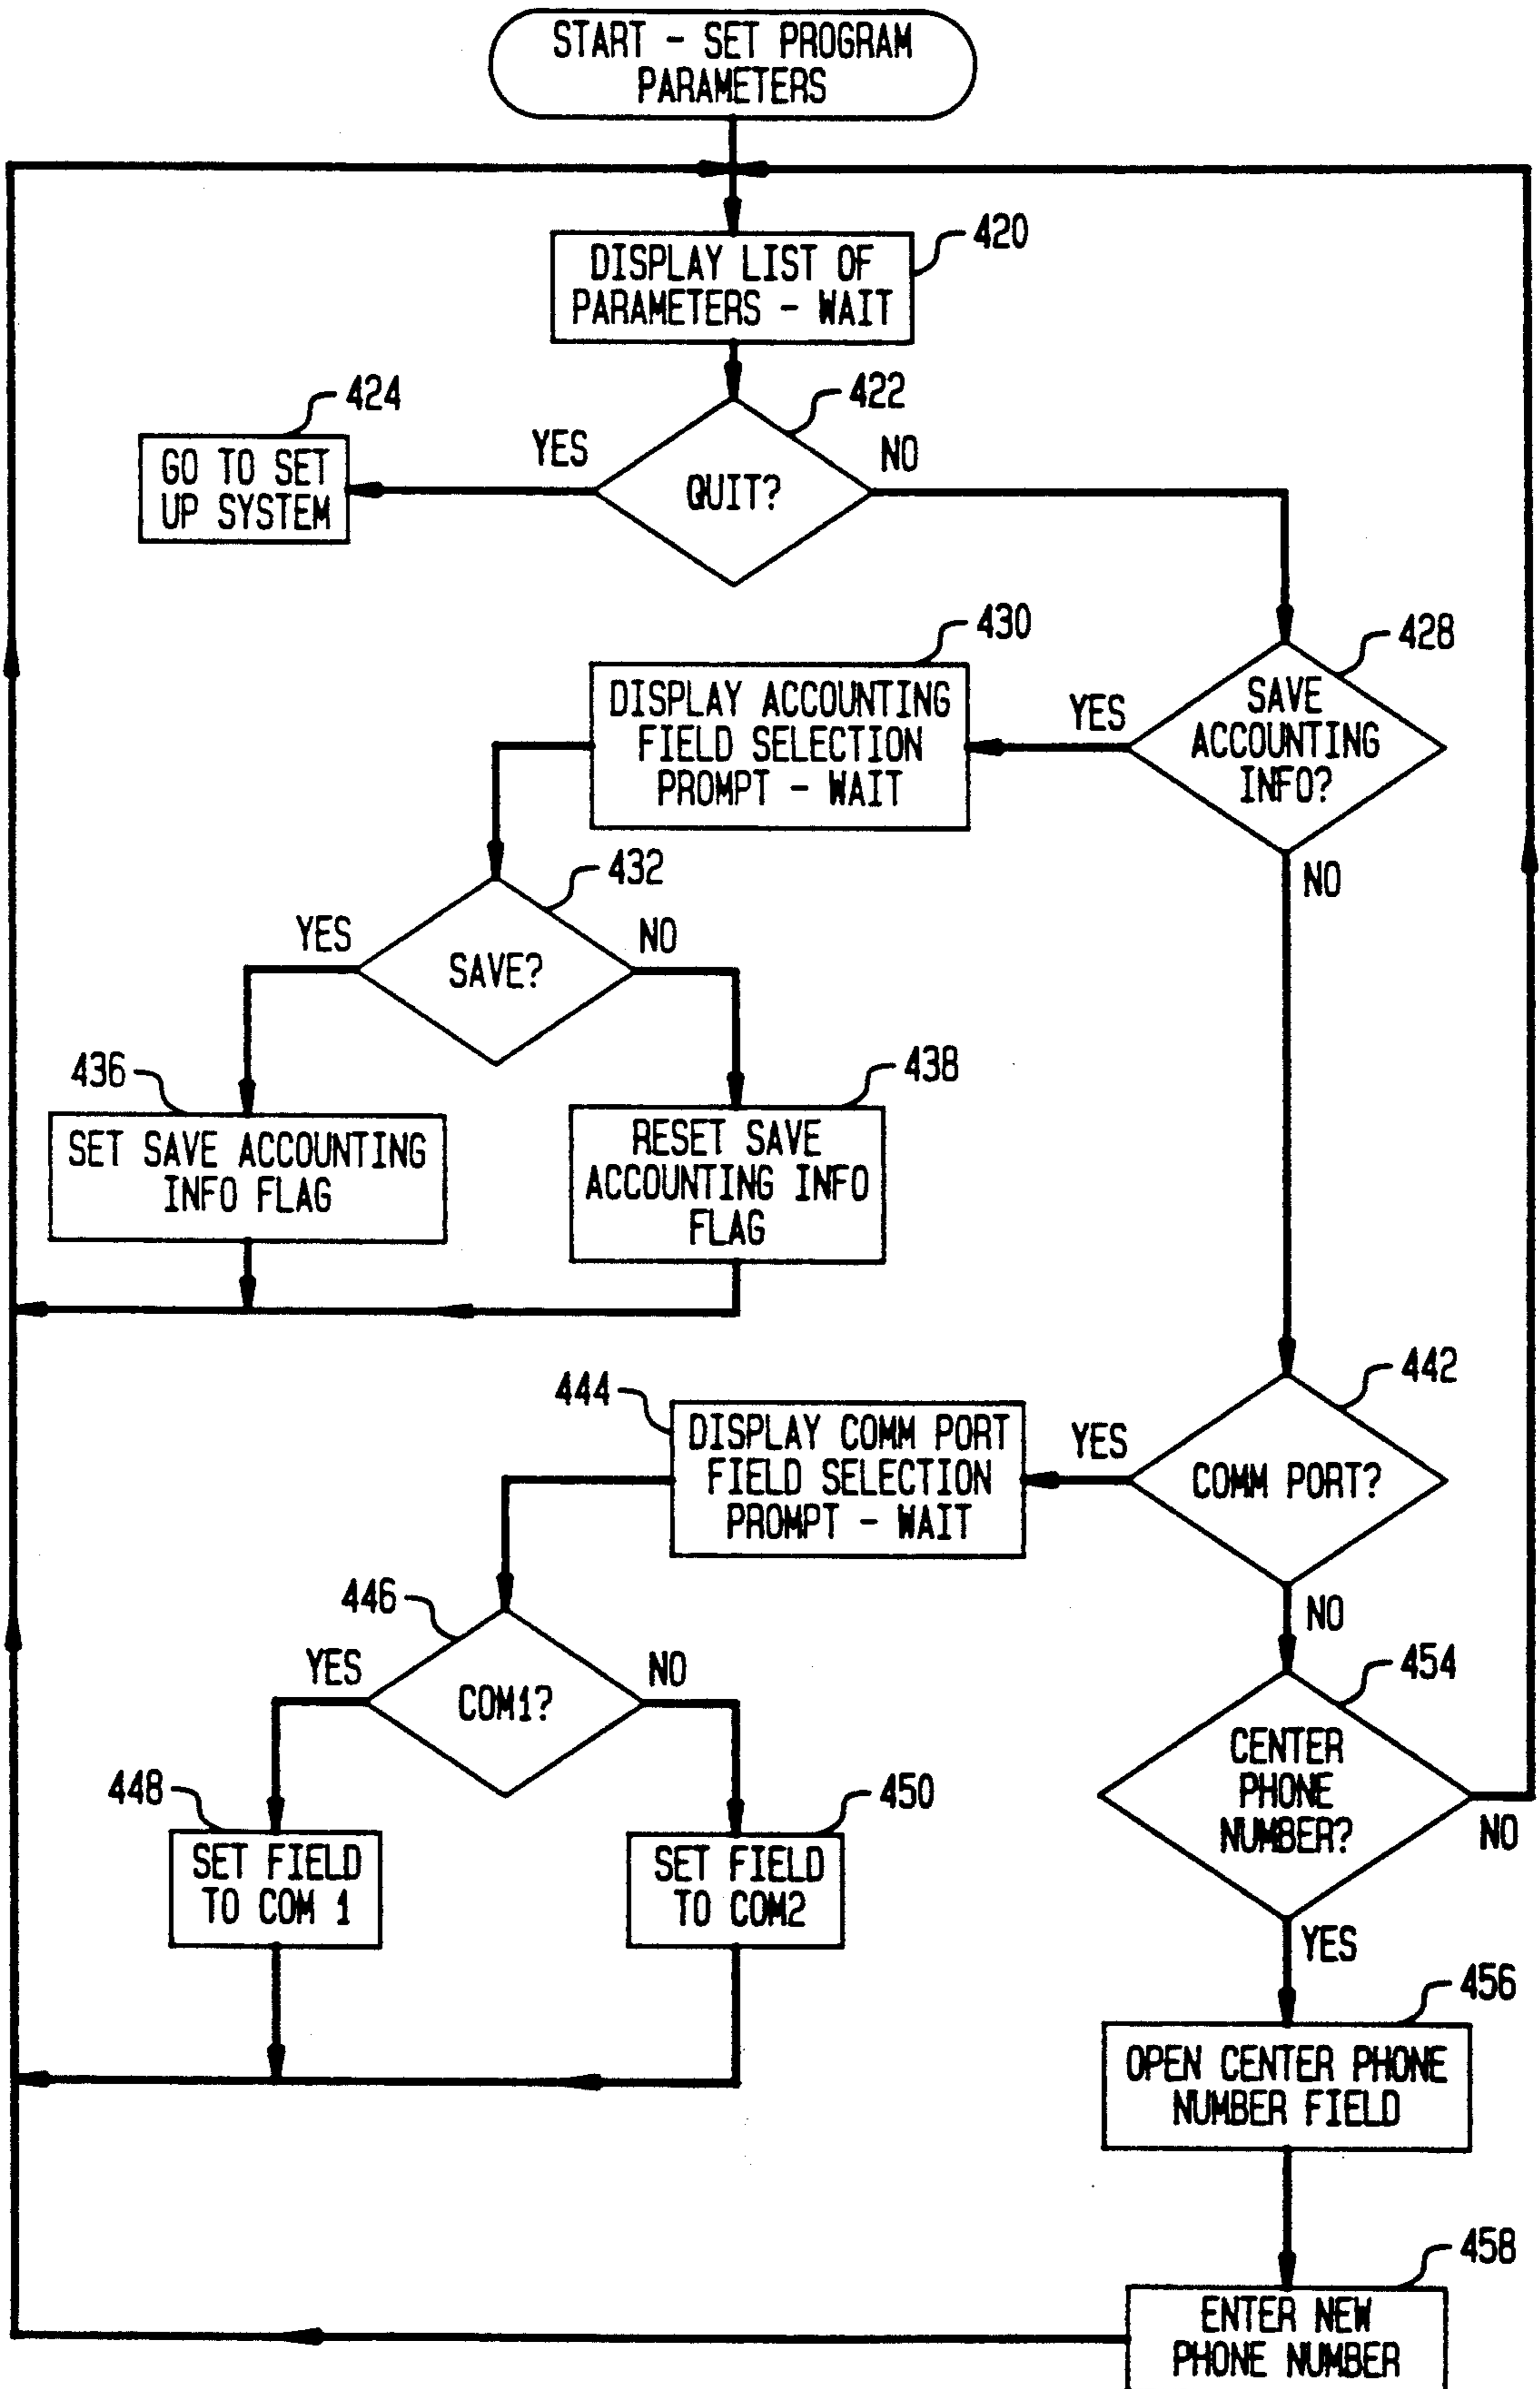 START - SET PROGRAM
PARAMETERS
420
DISPLAY LIST OF
PARAMETERS - WAIT
422
424
YES
NO
GO TO SET
UP SYSTEM
QUIT?
430
428
DISPLAY ACCOUNTING
FIELD SELECTION
PROMPT - WAIT
YES
SAVE
ACCOUNTING
INFO?
NO
432
YES
NO
SAVE?
436
438
SET SAVE ACCOUNTING
INFO FLAG
RESET SAVE
ACCOUNTING INFO
FLAG
442
444
DISPLAY COMM PORT
FIELD SELECTION
PROMPT - WAIT
YES
COMM PORT?
NO
446
YES
NO
COM1?
454
CENTER
PHONE
NUMBER?
NO
YES
448
450
SET FIELD
TO COM 1
SET FIELD
TO COM2
456
OPEN CENTER PHONE
NUMBER FIELD
458
ENTER NEW
PHONE NUMBER